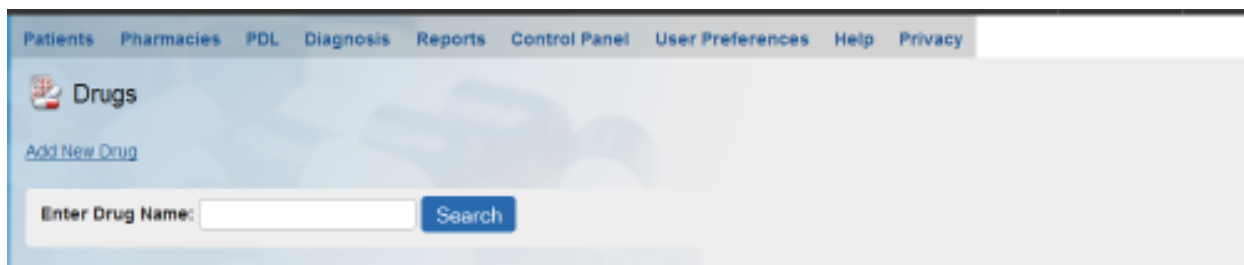 Patients Pharmacies PDL Diagnosis Reports Control Panel User Preferences Help Privacy
Drugs
Add New Drug
Enter Drug Name: Search